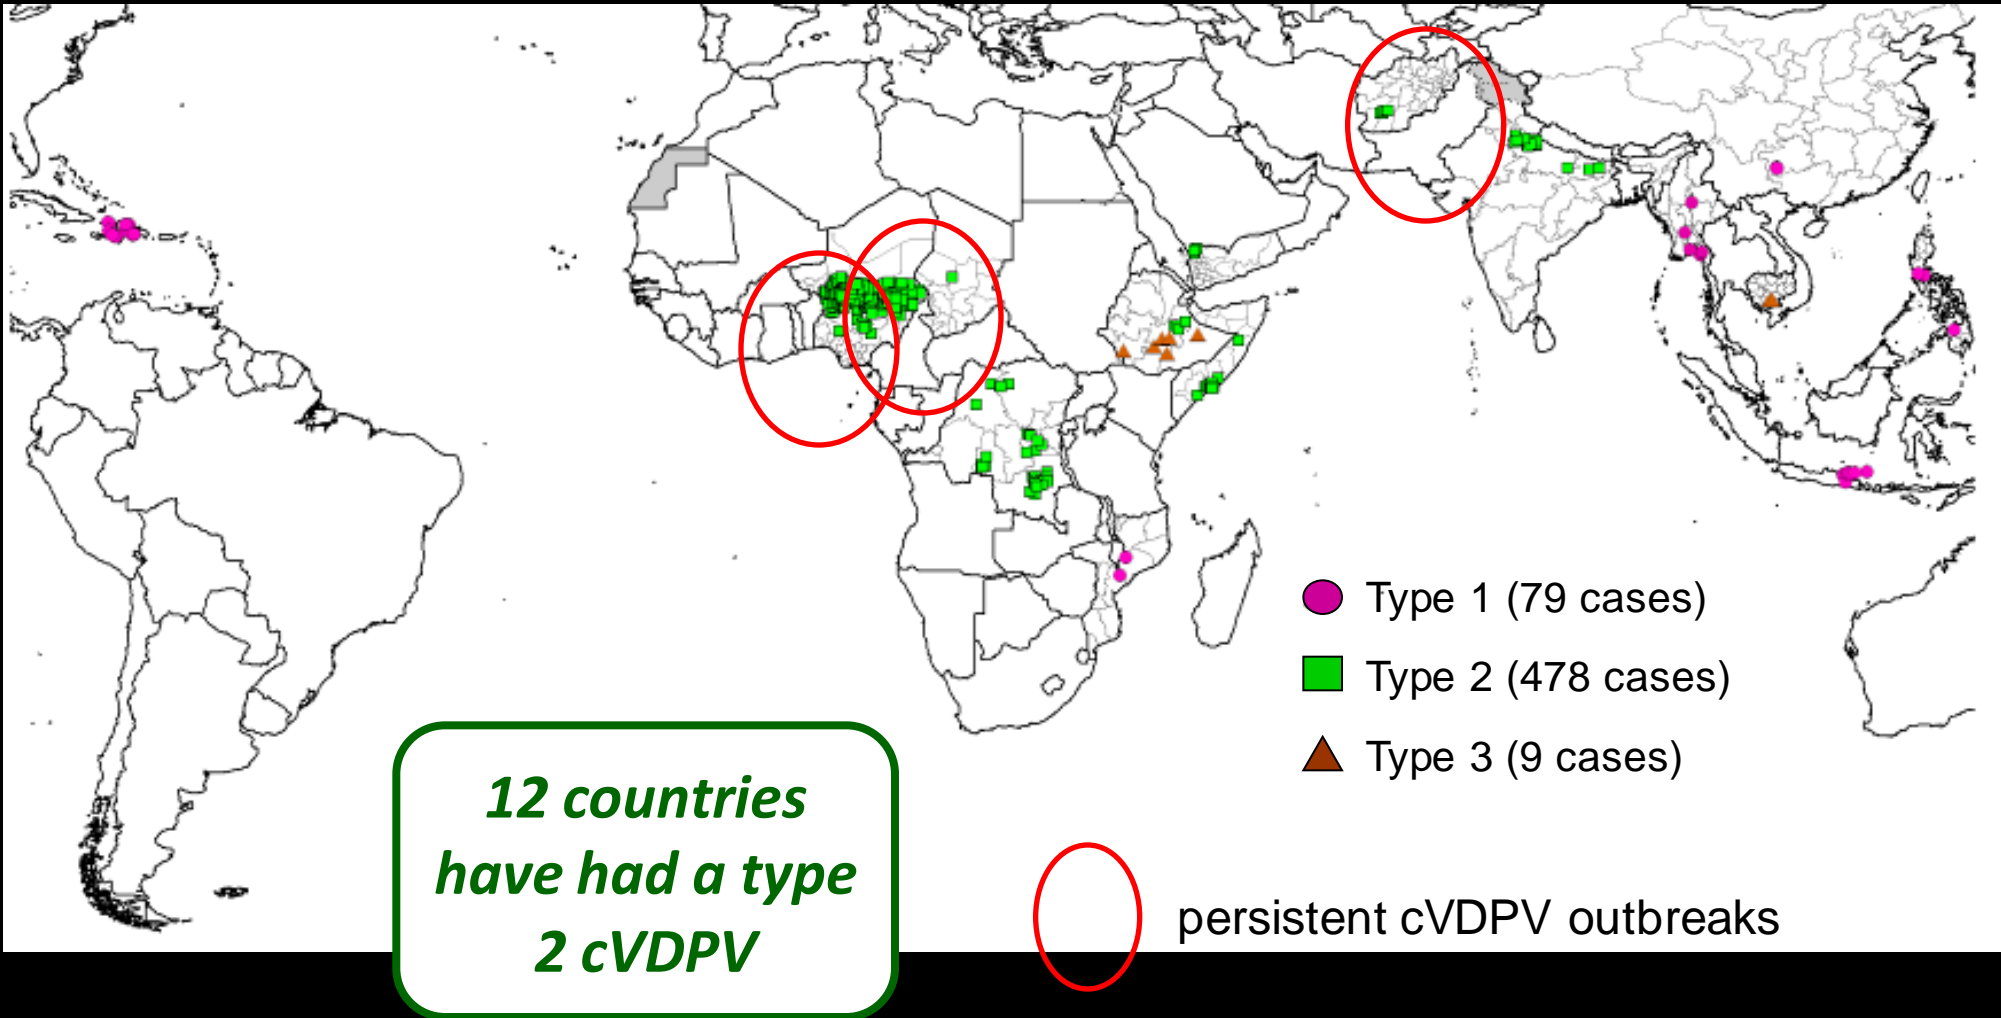 Type 1 (79 cases)
Type 2 (478 cases)
Type 3 (9 cases)
12 countries
have had a type
2 cVDPV
persistent cVDPV outbreaks